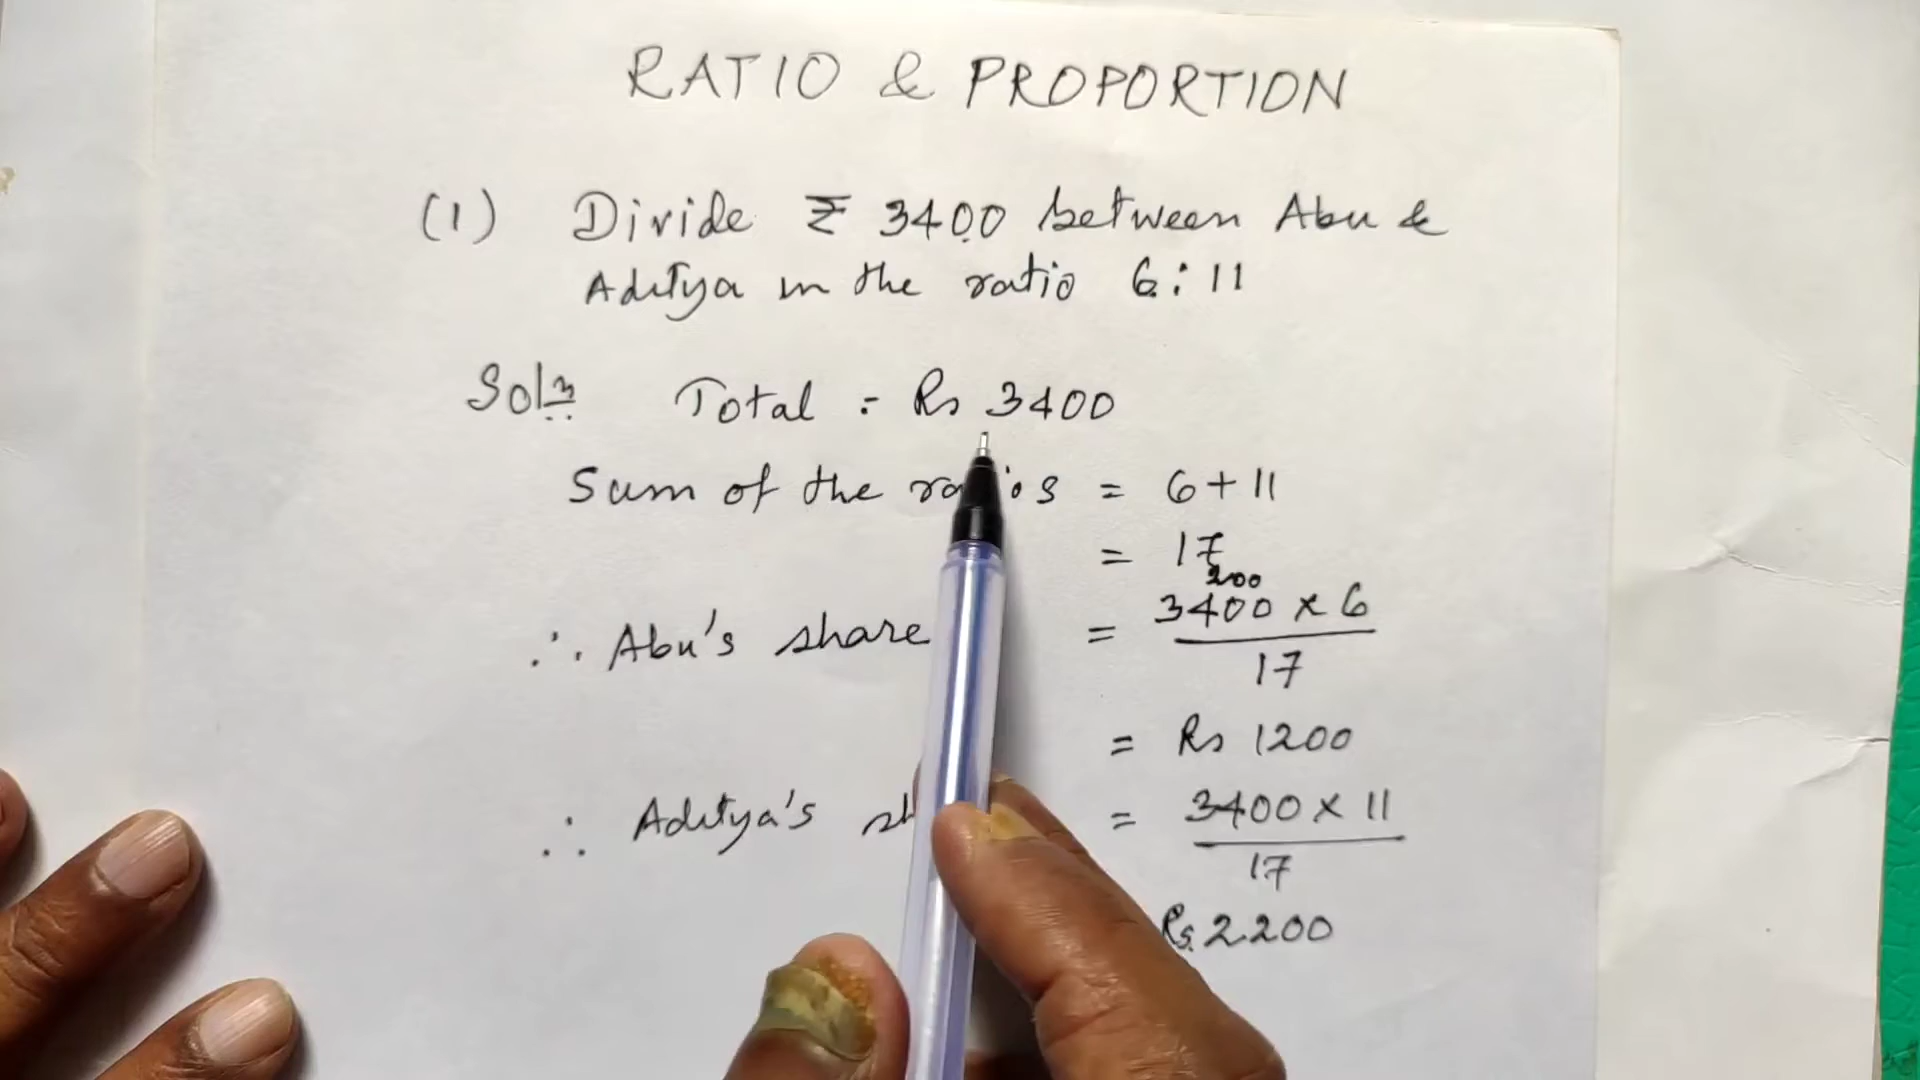 RATIO & PROPORTION
(1) Divide ₹ 3400 between Abu &
Aditya in the ratio 6:11
Soln Total = Rs 3400
Sum of the = 6+11
= 17
200
∴ Abu's share = 3400 × 6
17
= Rs 1200
∴ Aditya's = 3400 × 11
17
Rs. 2200